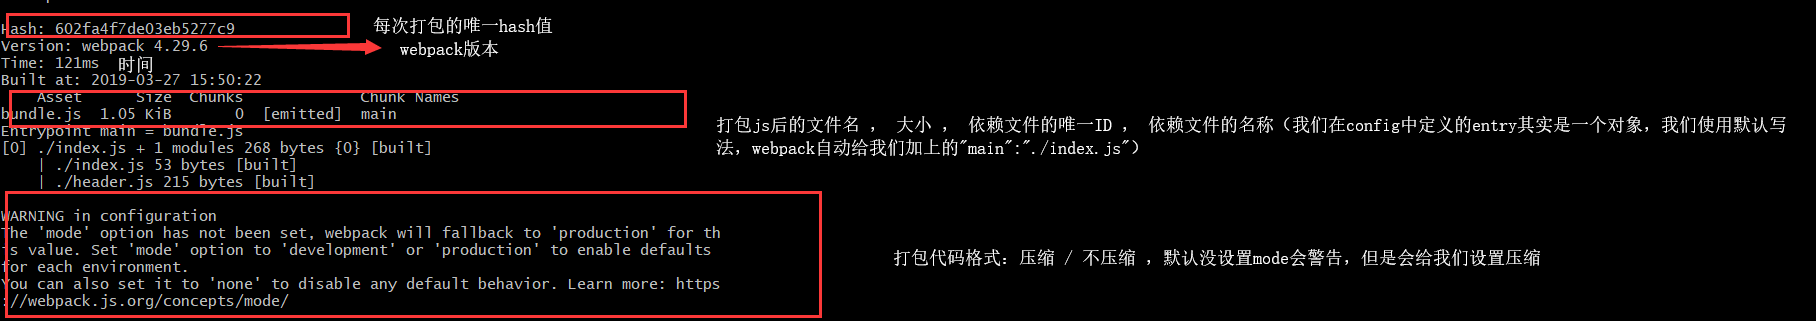 Hash: 602fa4f7de03eb5277c9
每次打包的唯一hash值
Version: webpack 4.29.6
webpack版本
Time: 121ms 时间
Built at: 2019-03-27 15:50:22
Asset Size Chunks Chunk Names
bundle.js 1.05 KiB 0 [emitted] main
打包js后的文件名 ， 大小 ， 依赖文件的唯一ID ， 依赖文件的名称（我们在config中定义的entry其实是一个对象，我们使用默认写
法，webpack自动给我们加上的"main":"./index.js"）
Entrypoint main = bundle.js
[0] ./index.js + 1 modules 268 bytes {0} [built]
| ./index.js 53 bytes [built]
| ./header.js 215 bytes [built]
WARNING in configuration
The 'mode' option has not been set, webpack will fallback to 'production' for th
is value. Set 'mode' option to 'development' or 'production' to enable defaults
for each environment.
You can also set it to 'none' to disable any default behavior. Learn more: https
://webpack.js.org/concepts/mode/
打包代码格式：压缩 / 不压缩 ，默认没设置mode会警告，但是会给我们设置压缩